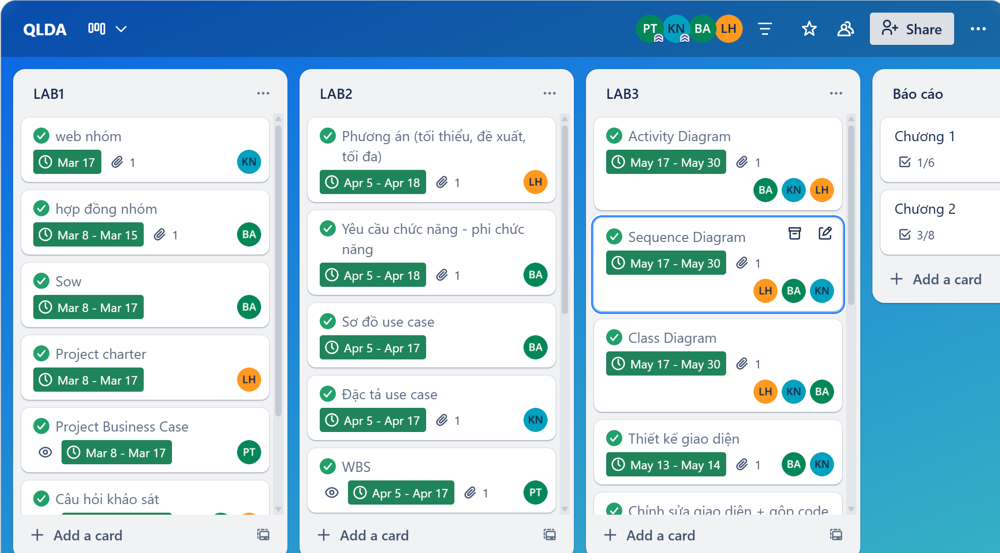 QLDA
PT KN BA LH
Share
LAB1
web nhóm
Mar 17 1 KN
hợp đồng nhóm
Mar 8 - Mar 15 1 BA
Sow
Mar 8 - Mar 17 BA
Project charter
Mar 8 - Mar 17 LH
Project Business Case
Mar 8 - Mar 17 PT
Câu hỏi khảo sát
Add a card
LAB2
Phương án (tối thiểu, đề xuất,
tối đa)
Apr 5 - Apr 18 1 LH
Yêu cầu chức năng - phi chức
năng
Apr 5 - Apr 18 1 BA
Sơ đồ use case
Apr 5 - Apr 17 BA
Đặc tả use case
Apr 5 - Apr 17 1 KN
WBS
Apr 5 - Apr 17 1 PT
Add a card
LAB3
Activity Diagram
May 17 - May 30 1
BA KN LH
Sequence Diagram
May 17 - May 30 1
LH BA KN
Class Diagram
May 17 - May 30 1
LH KN BA
Thiết kế giao diện
May 13 - May 14 1 BA KN
Chỉnh sửa giao diện + gộp code
Add a card
Báo cáo
Chương 1
1/6
Chương 2
3/8
Add a card